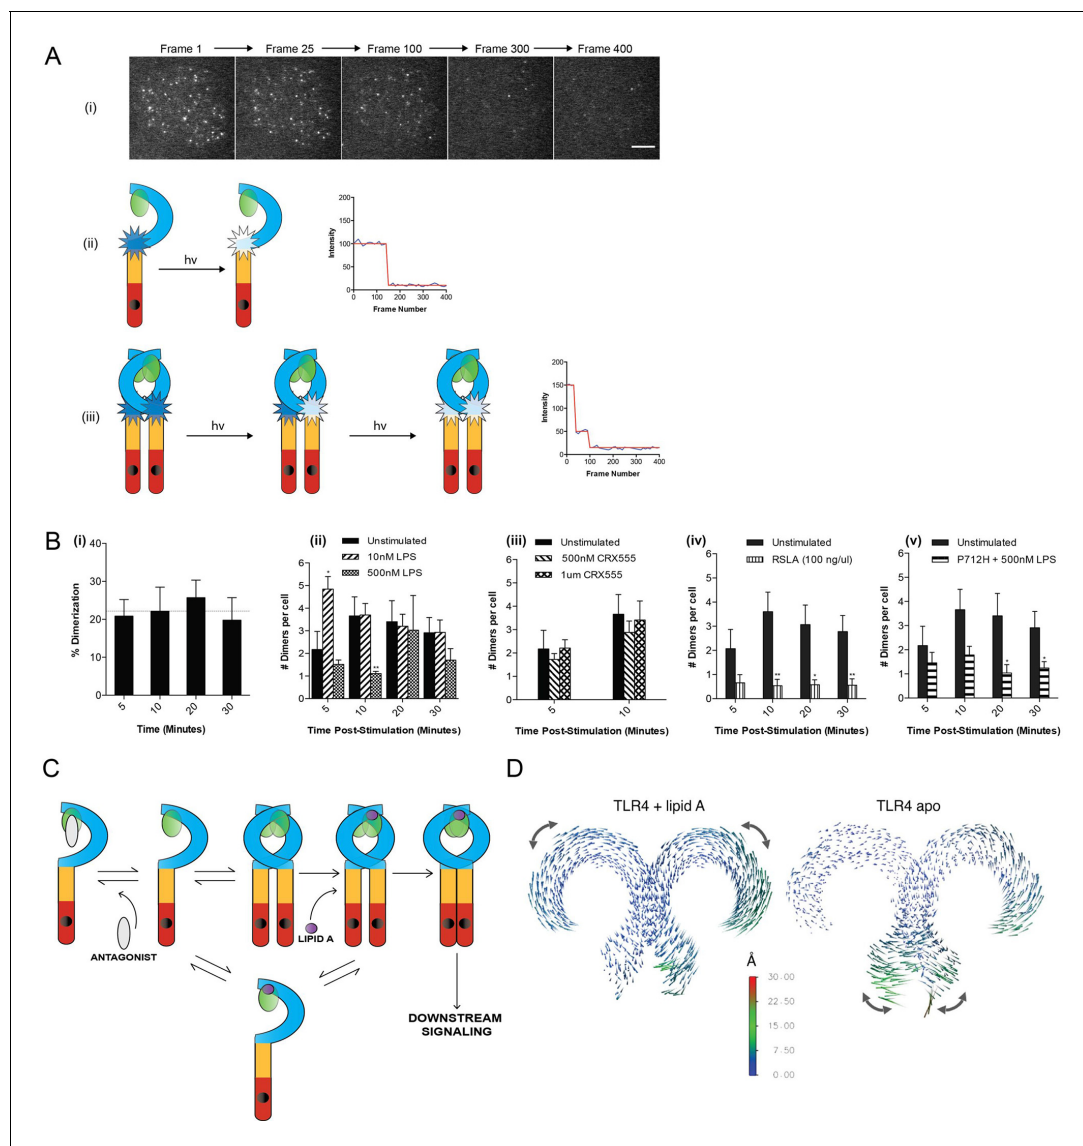 A
Frame 1
Frame 25
Frame 100
Frame 300
Frame 400
(i)
(ii)
hv
Intensity
200
150
100
50
0
0 100 200 300 400
Frame Number
(iii)
hv
hv
Intensity
200
150
100
50
0
0 100 200 300 400
Frame Number
B
(i)
% Dimerization
40
30
20
10
0
5 10 20 30
Time (Minutes)
(ii)
Unstimulated
10nM LPS
500nM LPS
# Dimers per cell
6
5
4
3
2
1
0
*
**
5 10 20 30
Time Post-Stimulation (Minutes)
(iii)
Unstimulated
500nM CRX555
1um CRX555
# Dimers per cell
6
5
4
3
2
1
0
5 10
Time Post-Stimulation (Minutes)
(iv)
Unstimulated
RSLA (100 ng/ul)
# Dimers per cell
6
5
4
3
2
1
0
** * **
5 10 20 30
Time Post-Stimulation (Minutes)
(v)
Unstimulated
P712H + 500nM LPS
# Dimers per cell
6
5
4
3
2
1
0
* *
5 10 20 30
Time Post-Stimulation (Minutes)
C
ANTAGONIST
LIPID A
DOWNSTREAM
SIGNALING
D
TLR4 + lipid A
TLR4 apo
Å
30.00
22.50
15.00
7.50
0.00